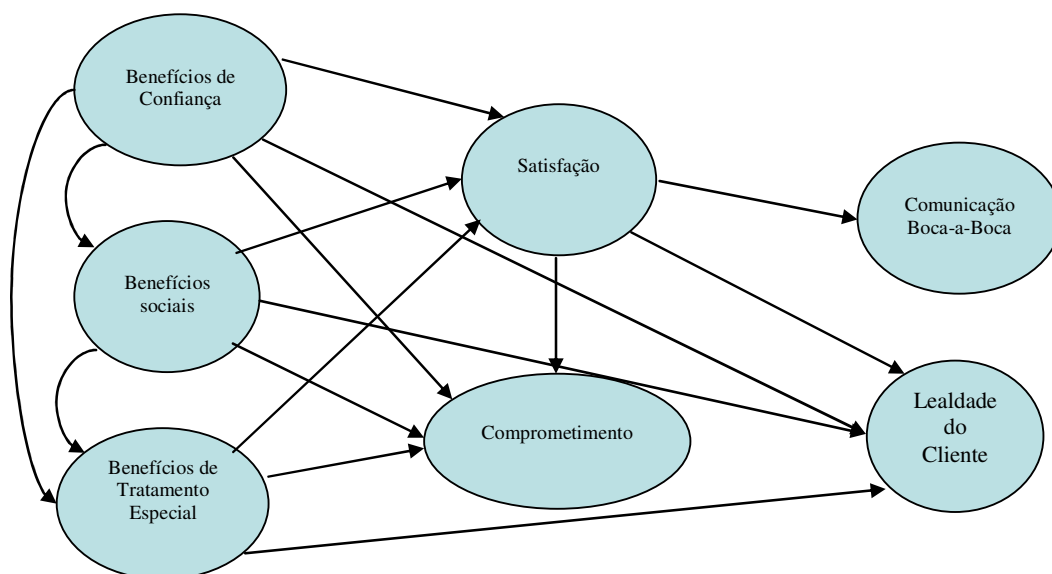 Benefícios de
Confiança
Satisfação
Comunicação
Boca-a-Boca
Benefícios
sociais
Comprometimento
Lealdade
do
Cliente
Benefícios de
Tratamento
Especial